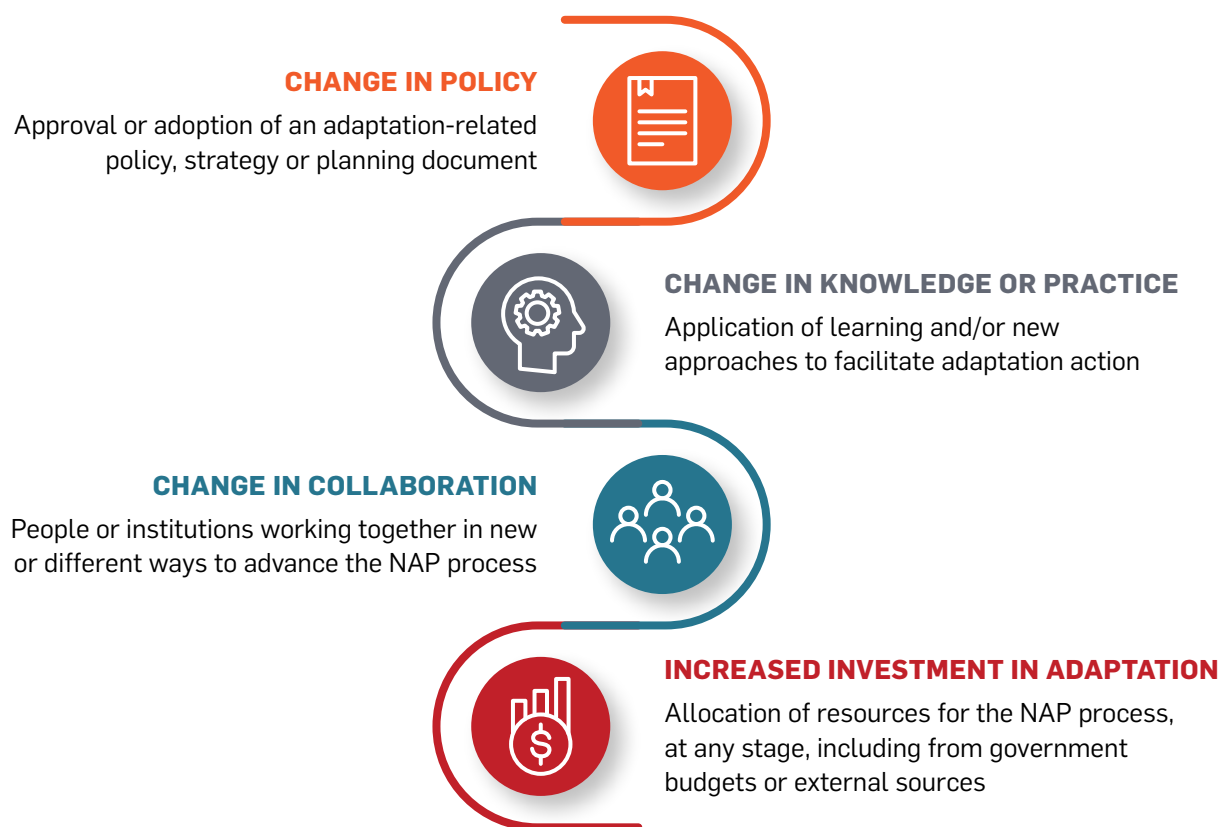 CHANGE IN POLICY
Approval or adoption of an adaptation-related
policy, strategy or planning document
CHANGE IN KNOWLEDGE OR PRACTICE
Application of learning and/or new
approaches to facilitate adaptation action
CHANGE IN COLLABORATION
People or institutions working together in new
or different ways to advance the NAP process
INCREASED INVESTMENT IN ADAPTATION
Allocation of resources for the NAP process,
at any stage, including from government
budgets or external sources
$